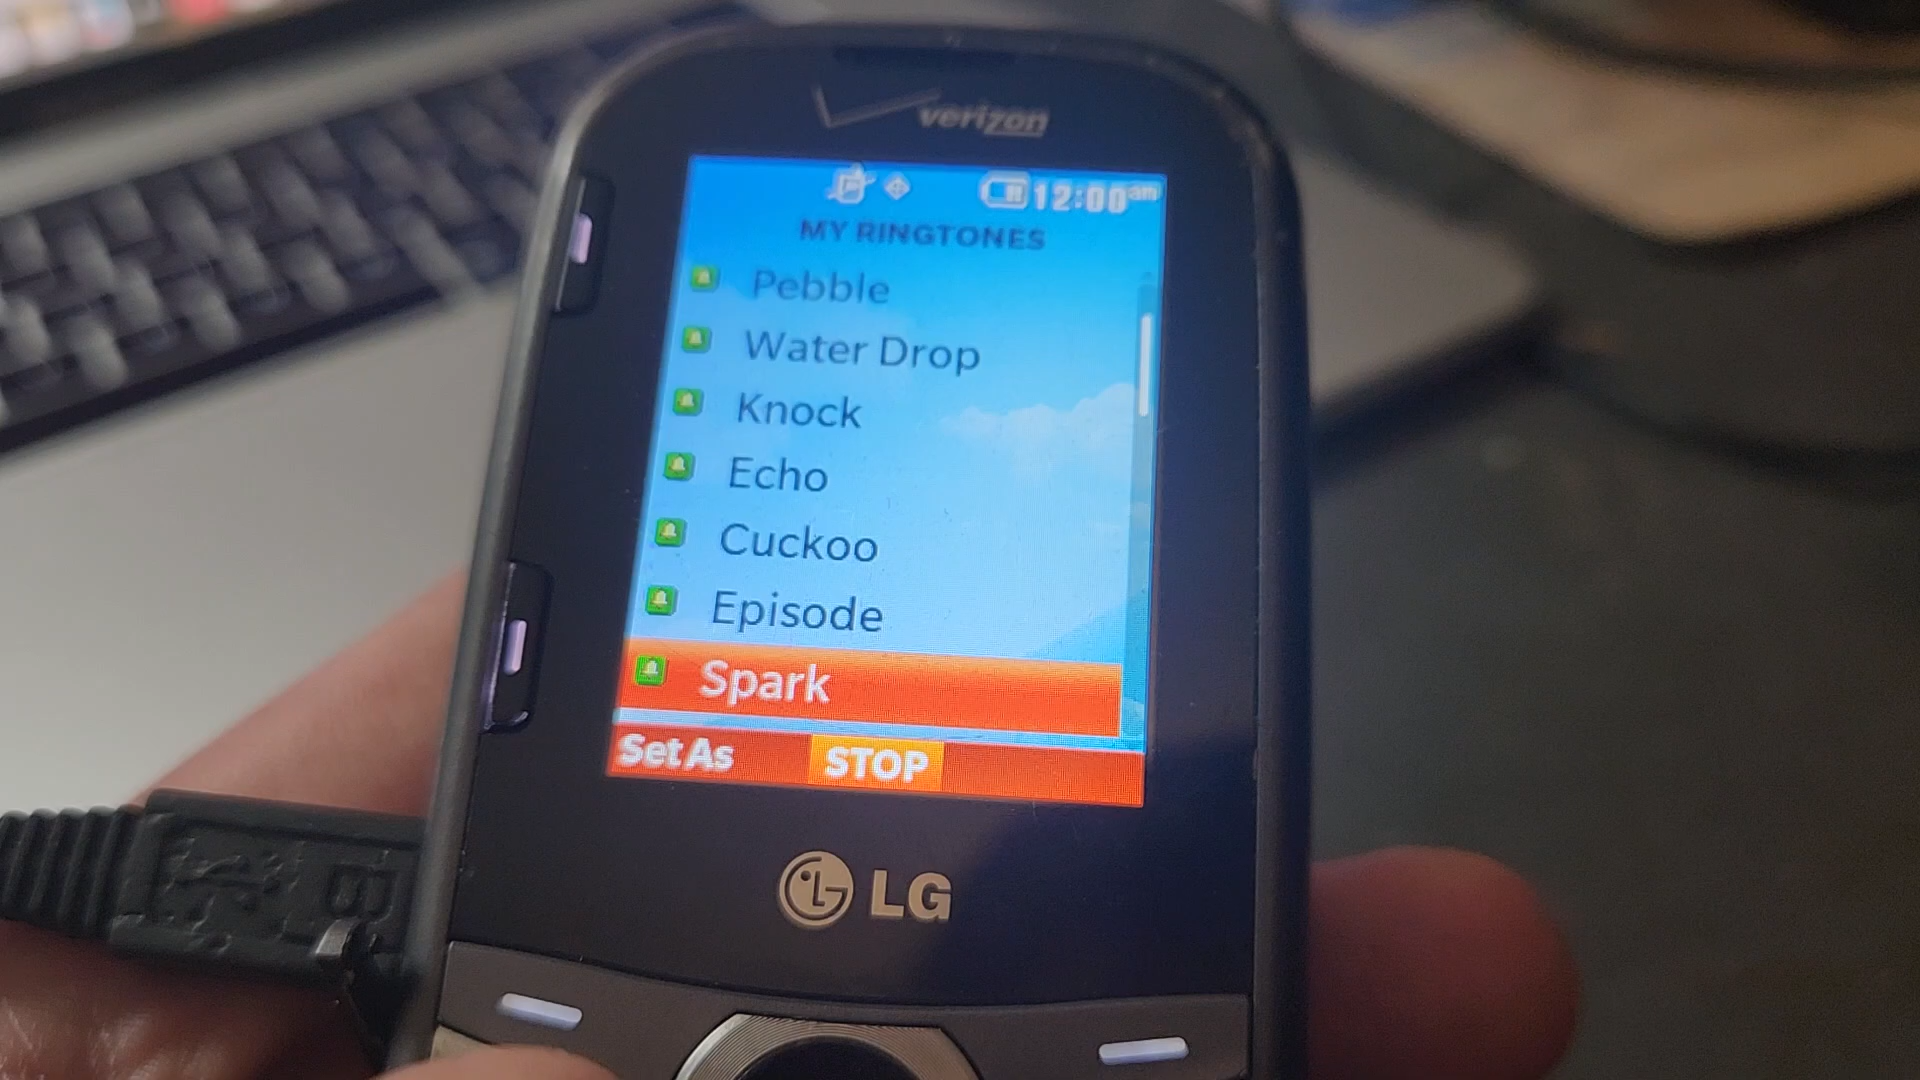 verizon
12:00am
MY RINGTONES
Pebble
Water Drop
Knock
Echo
Cuckoo
Episode
Spark
Set As STOP
LG
B